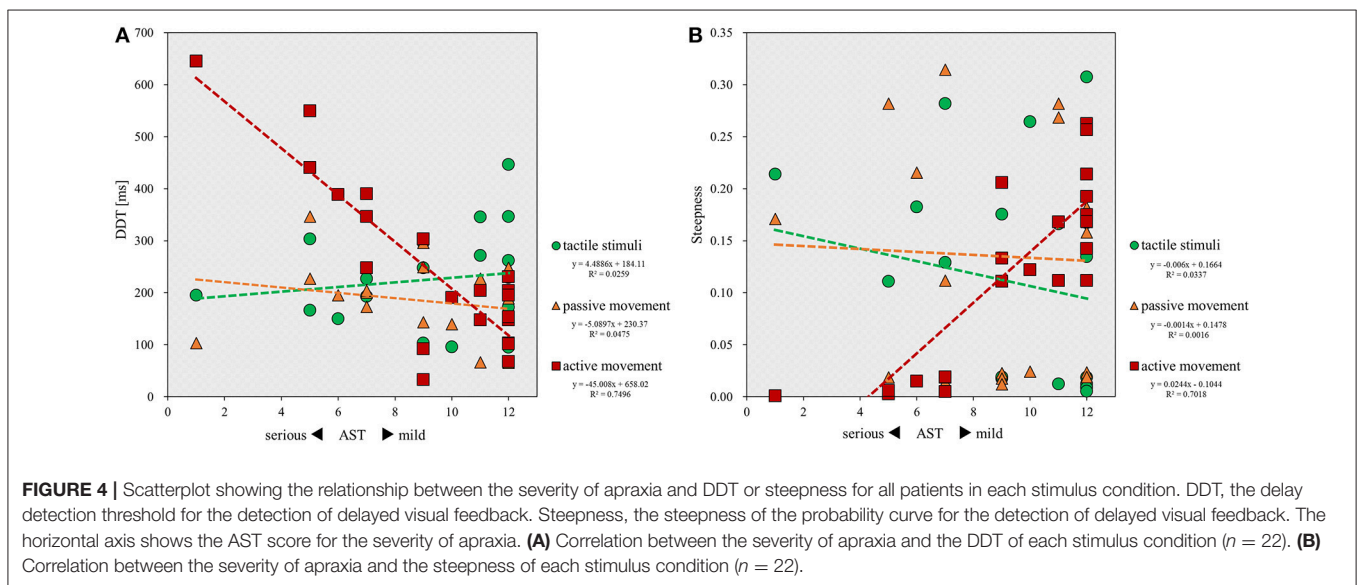 A
700
600
500
400
300
200
100
0
DDT [ms]
0 2 4 6 8 10 12
serious ◀ AST ▶ mild
tactile stimuli
y = 4.4886x + 184.11
R² = 0.0259
passive movement
y = -5.0897x + 230.37
R² = 0.0475
active movement
y = -45.008x + 658.02
R² = 0.7496
B
0.35
0.30
0.25
0.20
0.15
0.10
0.05
0.00
Steepness
0 2 4 6 8 10 12
serious ◀ AST ▶ mild
tactile stimuli
y = -0.006x + 0.1664
R² = 0.0337
passive movement
y = -0.0014x + 0.1478
R² = 0.0016
active movement
y = 0.0244x - 0.1044
R² = 0.7018
FIGURE 4 | Scatterplot showing the relationship between the severity of apraxia and DDT or steepness for all patients in each stimulus condition. DDT, the delay
detection threshold for the detection of delayed visual feedback. Steepness, the steepness of the probability curve for the detection of delayed visual feedback. The
horizontal axis shows the AST score for the severity of apraxia. (A) Correlation between the severity of apraxia and the DDT of each stimulus condition (n = 22). (B)
Correlation between the severity of apraxia and the steepness of each stimulus condition (n = 22).